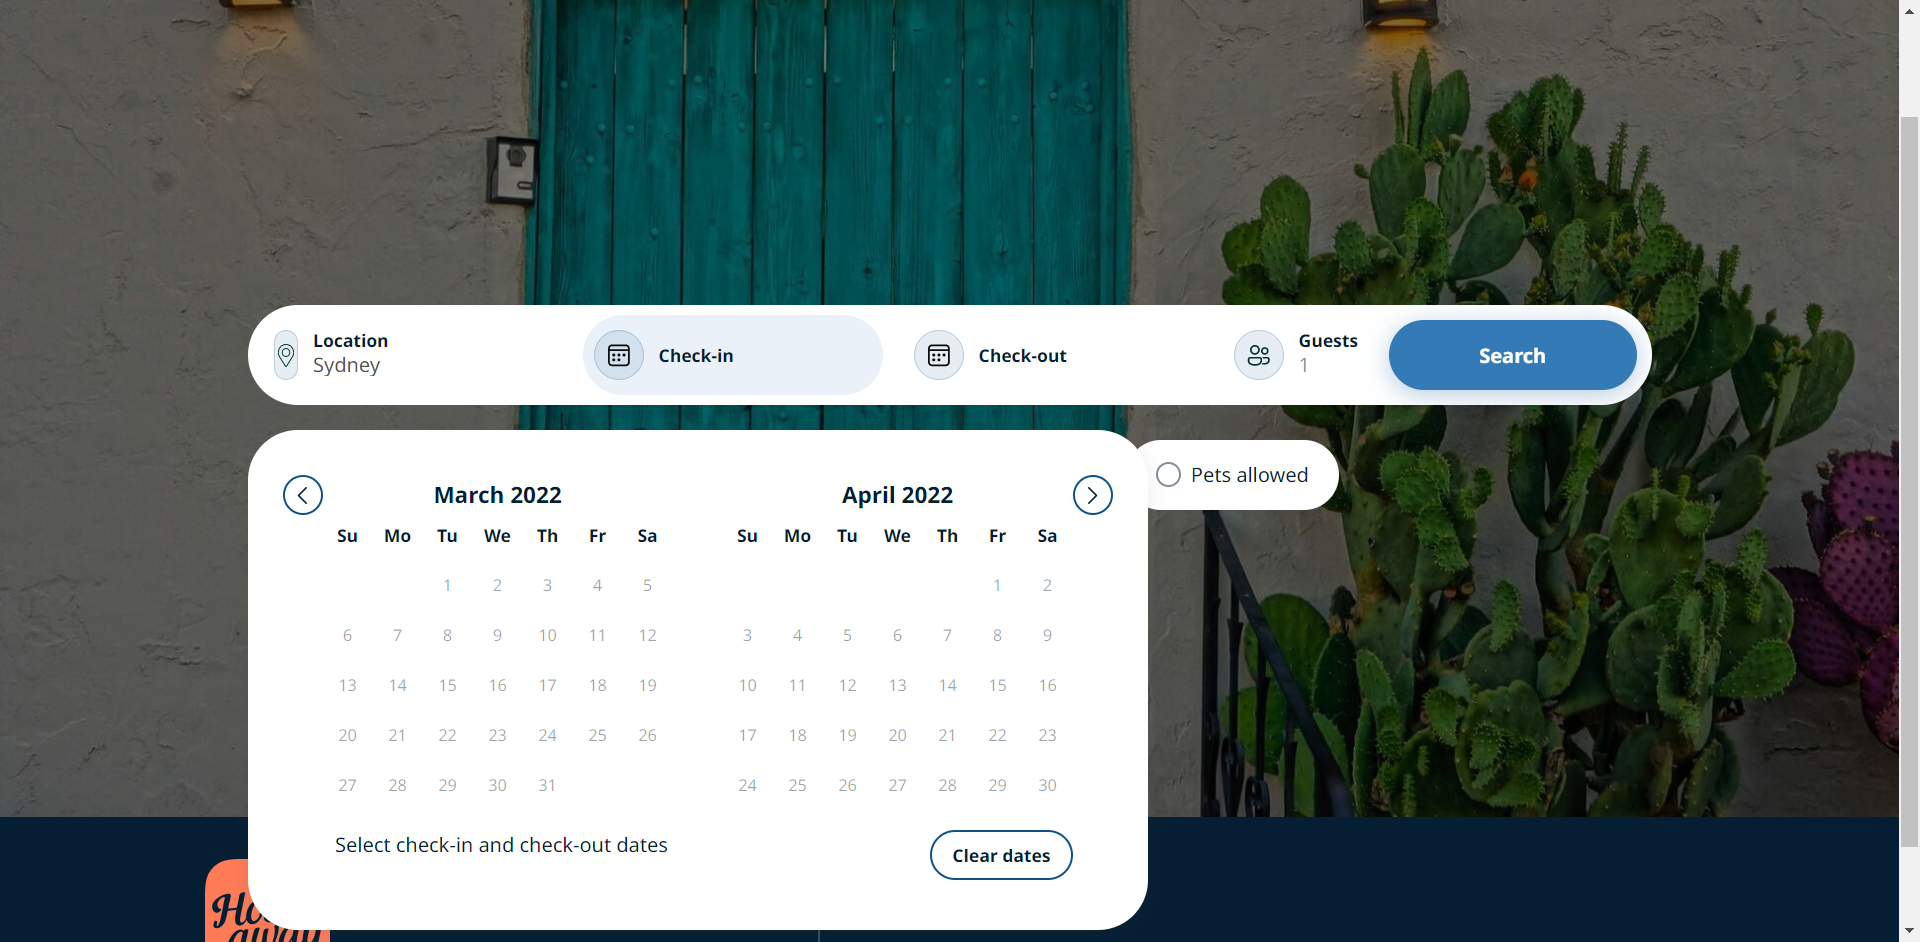 Location
Sydney
Check-in
Check-out
Guests
1
Search
Pets allowed
March 2022
Su Mo Tu We Th Fr Sa
1 2 3 4 5
6 7 8 9 10 11 12
13 14 15 16 17 18 19
20 21 22 23 24 25 26
27 28 29 30 31
April 2022
Su Mo Tu We Th Fr Sa
1 2
3 4 5 6 7 8 9
10 11 12 13 14 15 16
17 18 19 20 21 22 23
24 25 26 27 28 29 30
Select check-in and check-out dates
Clear dates